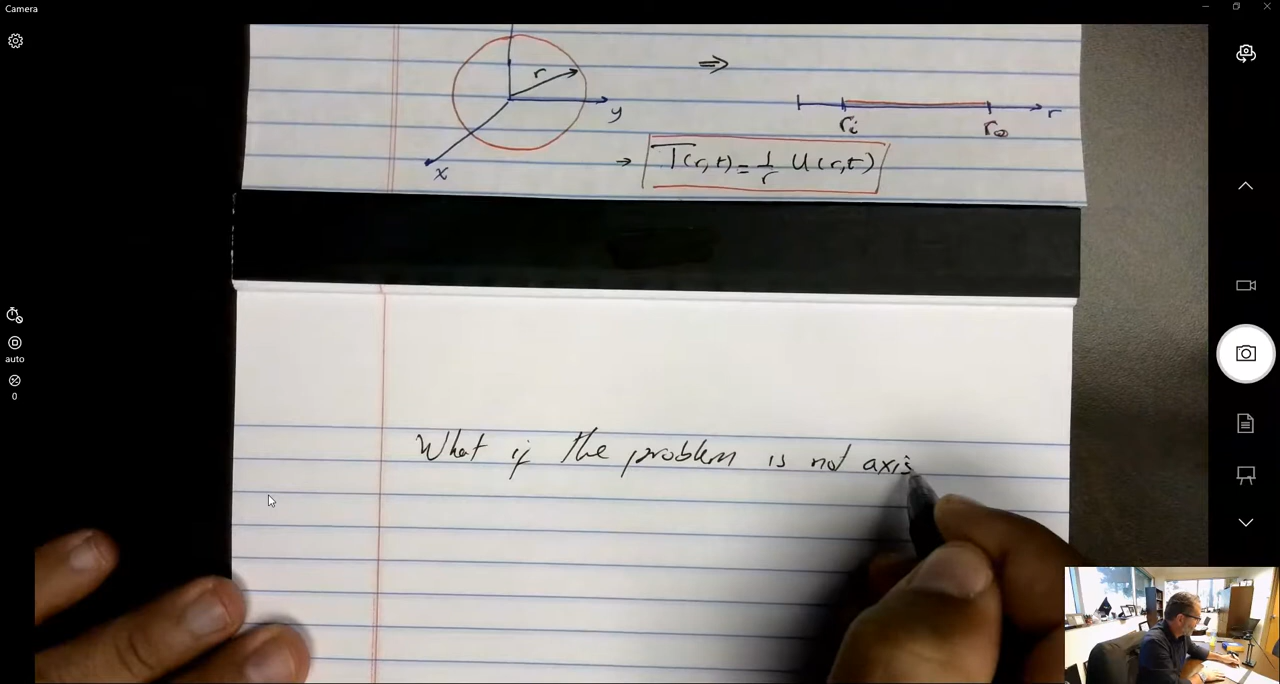 Camera
r
⇒
y
x
r
ri
ro
→ T(r,t) = 1/r U(r,t)
auto
0
What if the problem is not axis